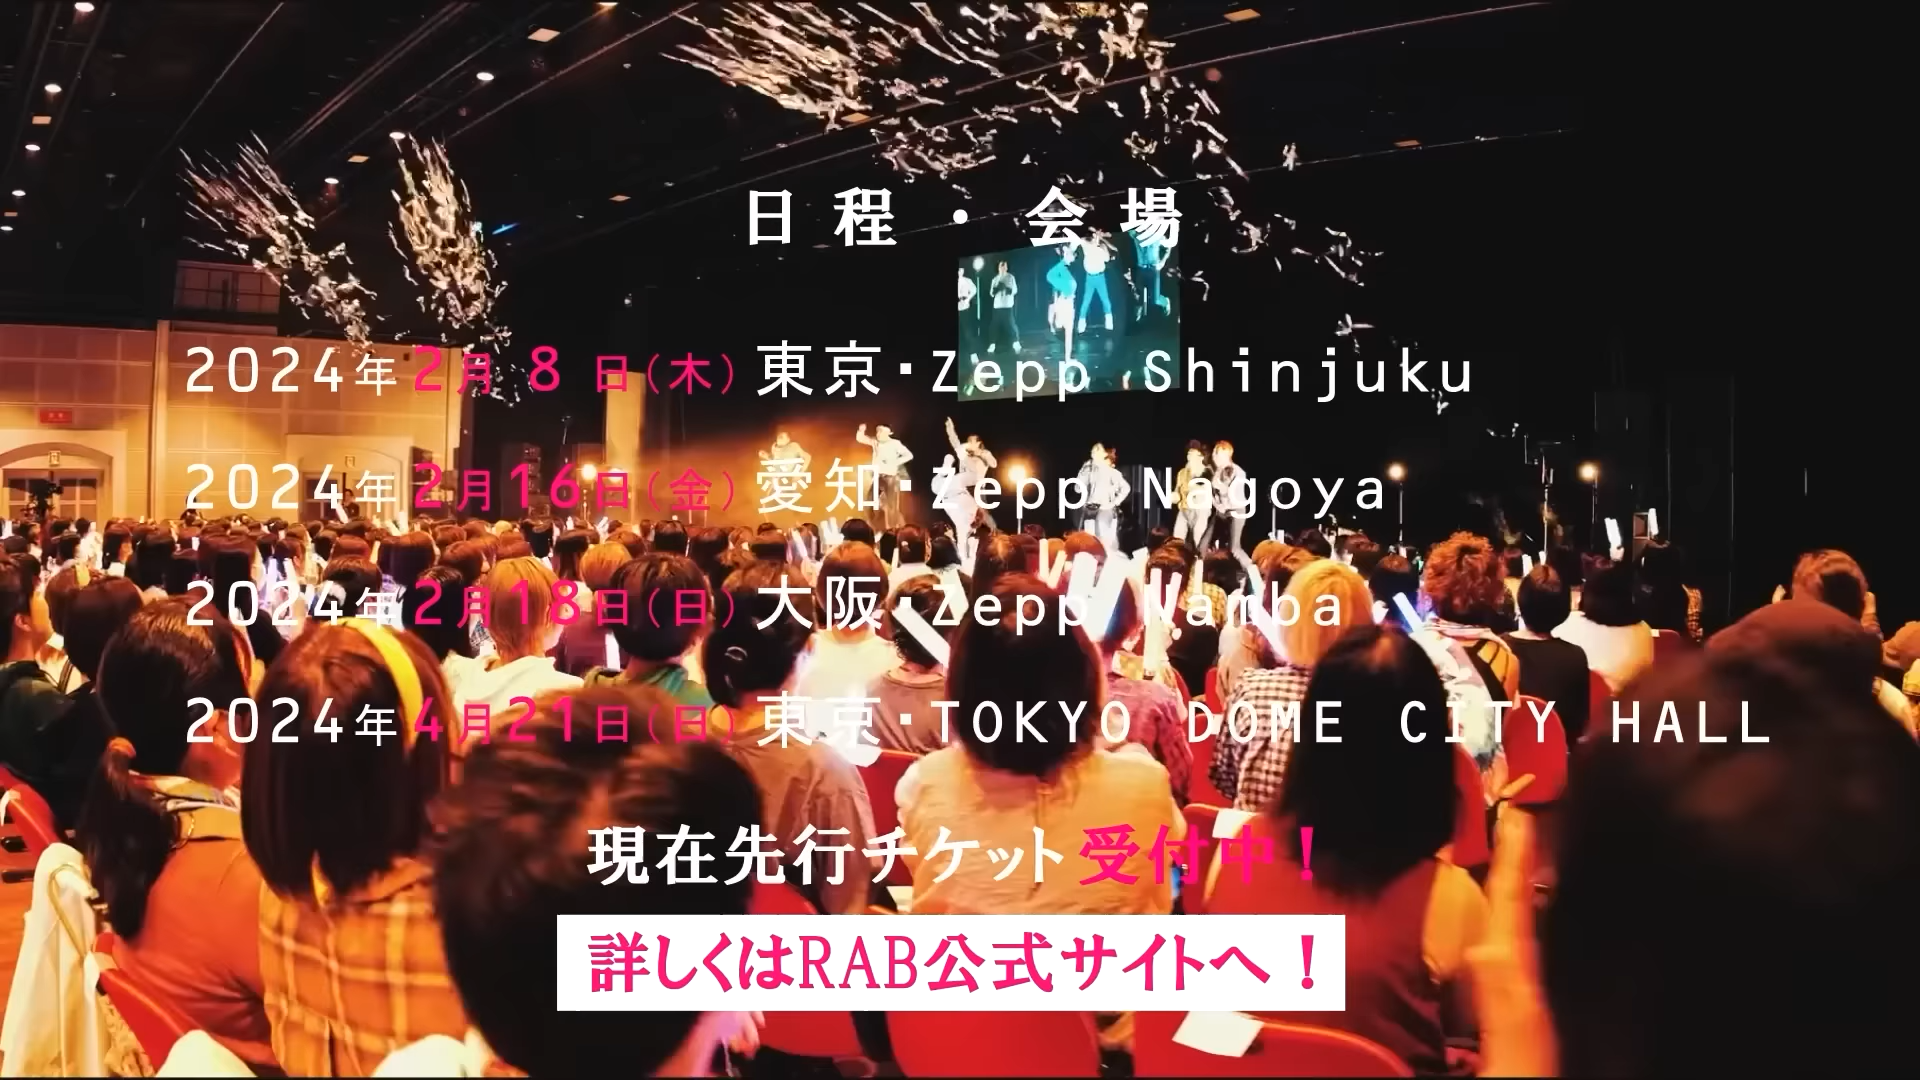 日程・会場
2024年2月8日(木)東京・Zepp Shinjuku
2024年2月16日(金)愛知・Zepp Nagoya
2024年2月18日(日)大阪・Zepp Namba
2024年4月21日(日)東京・TOKYO DOME CITY HALL
現在先行チケット受付中！
詳しくはRAB公式サイトへ！